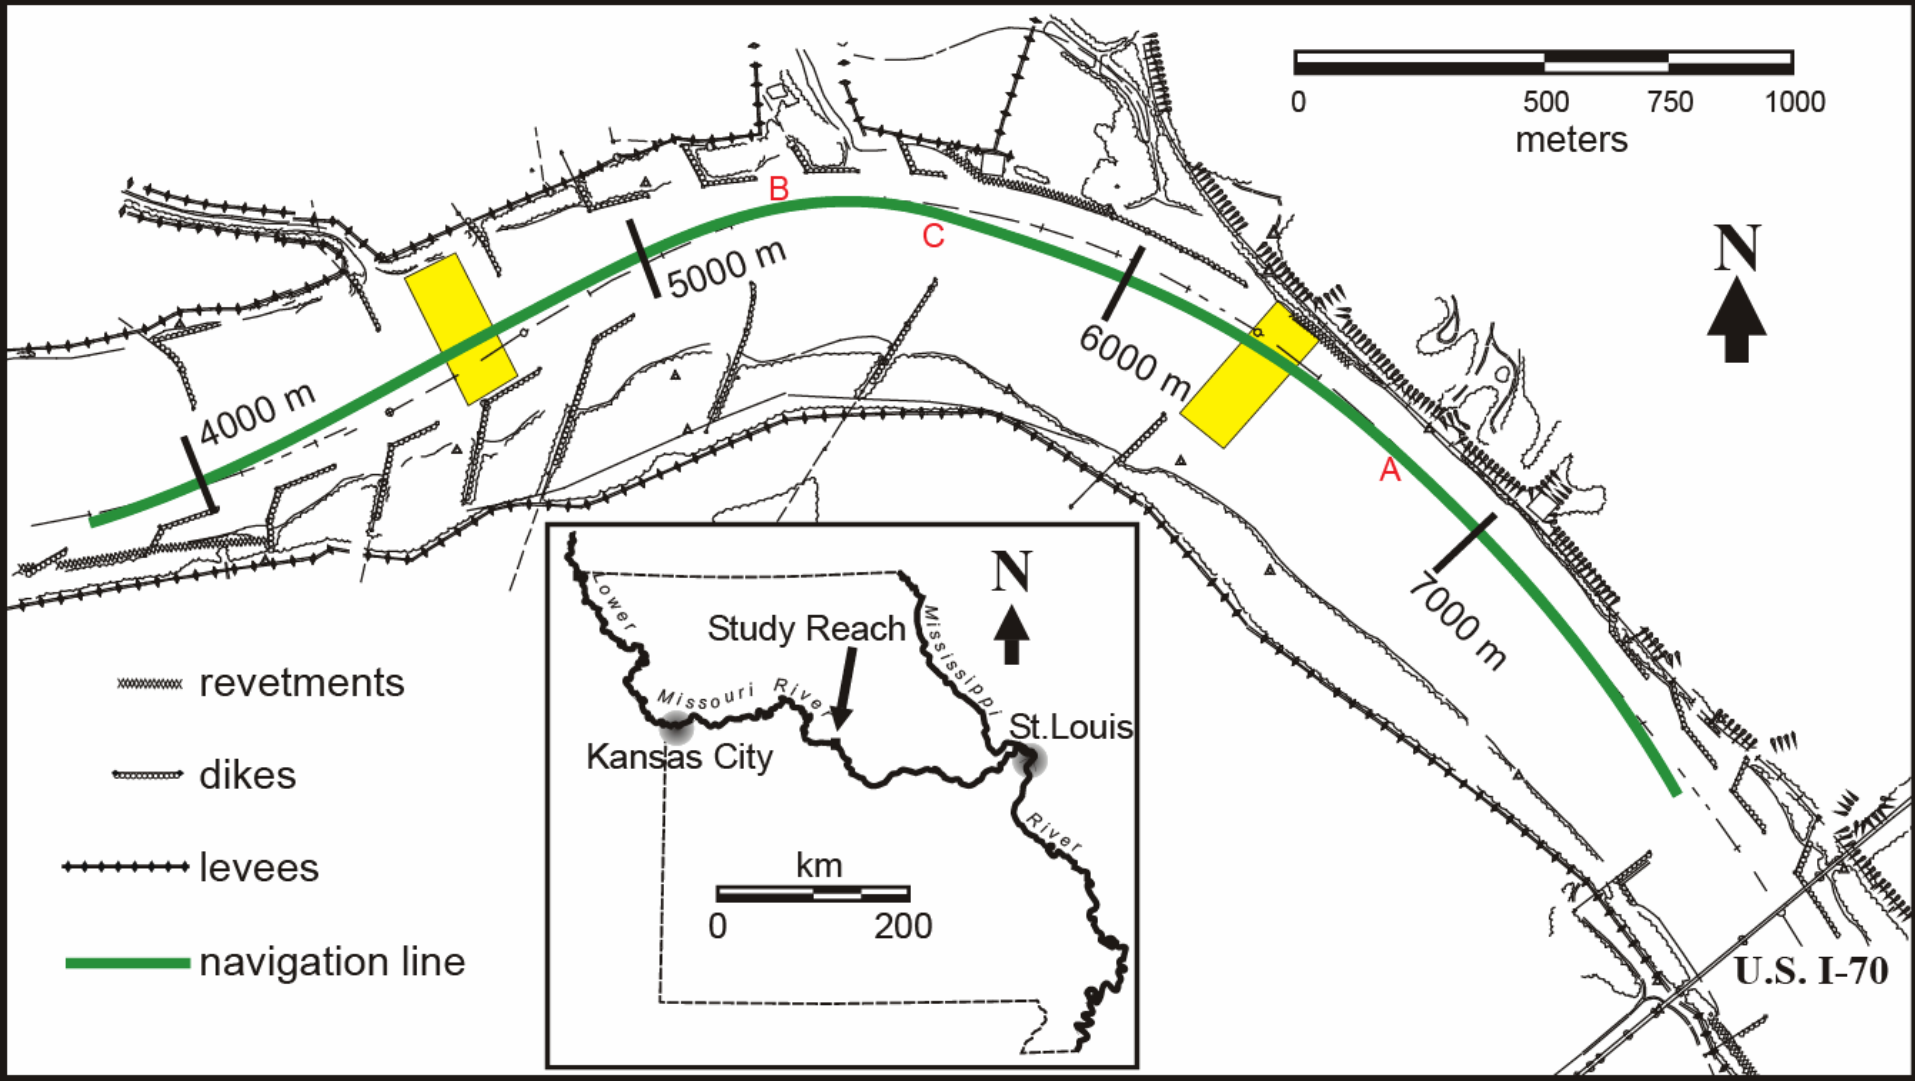 0 500 750 1000
meters
N
B
C
5000 m
6000 m
4000 m
A
7000 m
N
Lower
Study Reach
Mississippi
Missouri River
St.Louis
Kansas City
River
km
0 200
revetments
dikes
levees
navigation line
U.S. I-70